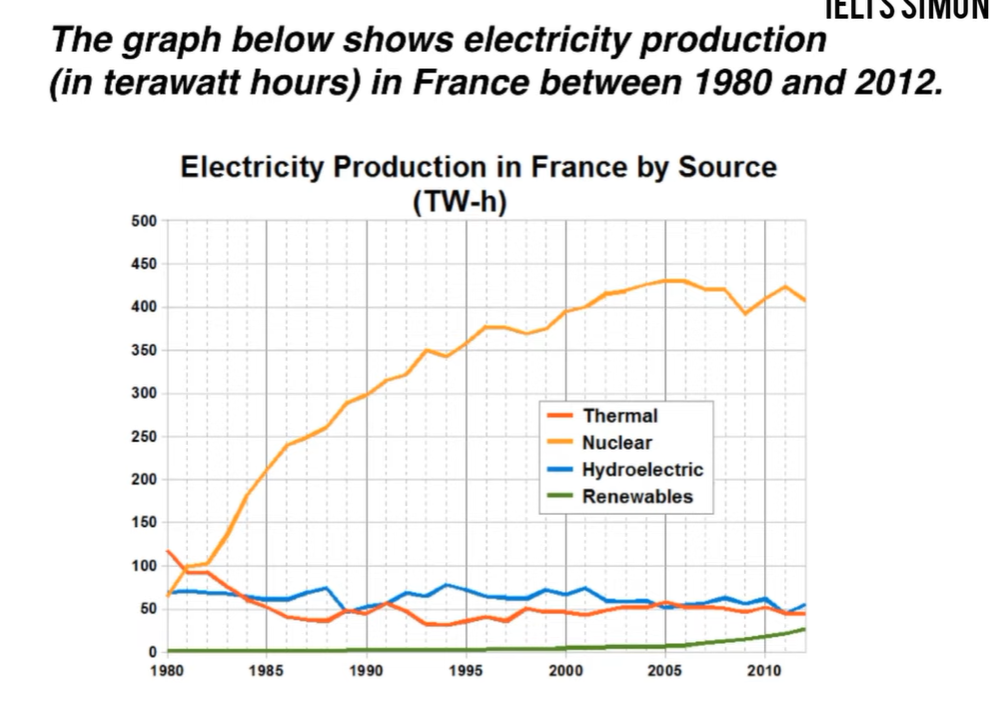 IELTS SIMON
The graph below shows electricity production
(in terawatt hours) in France between 1980 and 2012.
Electricity Production in France by Source
(TW-h)
500
450
400
350
300
250
200
150
100
50
0
Thermal
Nuclear
Hydroelectric
Renewables
1980 1985 1990 1995 2000 2005 2010